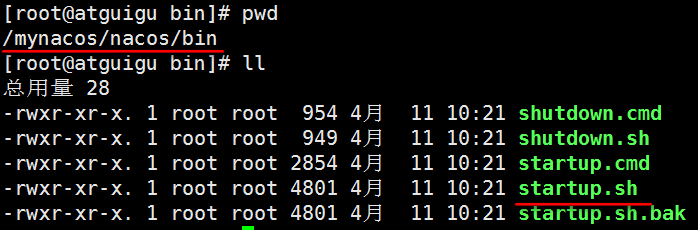 [root@atguigu bin]# pwd
/mynacos/nacos/bin
[root@atguigu bin]# ll
总用量 28
-rwxr-xr-x. 1 root root  954 4月  11 10:21 shutdown.cmd
-rwxr-xr-x. 1 root root  949 4月  11 10:21 shutdown.sh
-rwxr-xr-x. 1 root root 2854 4月  11 10:21 startup.cmd
-rwxr-xr-x. 1 root root 4801 4月  11 10:21 startup.sh
-rwxr-xr-x. 1 root root 4801 4月  11 10:21 startup.sh.bak